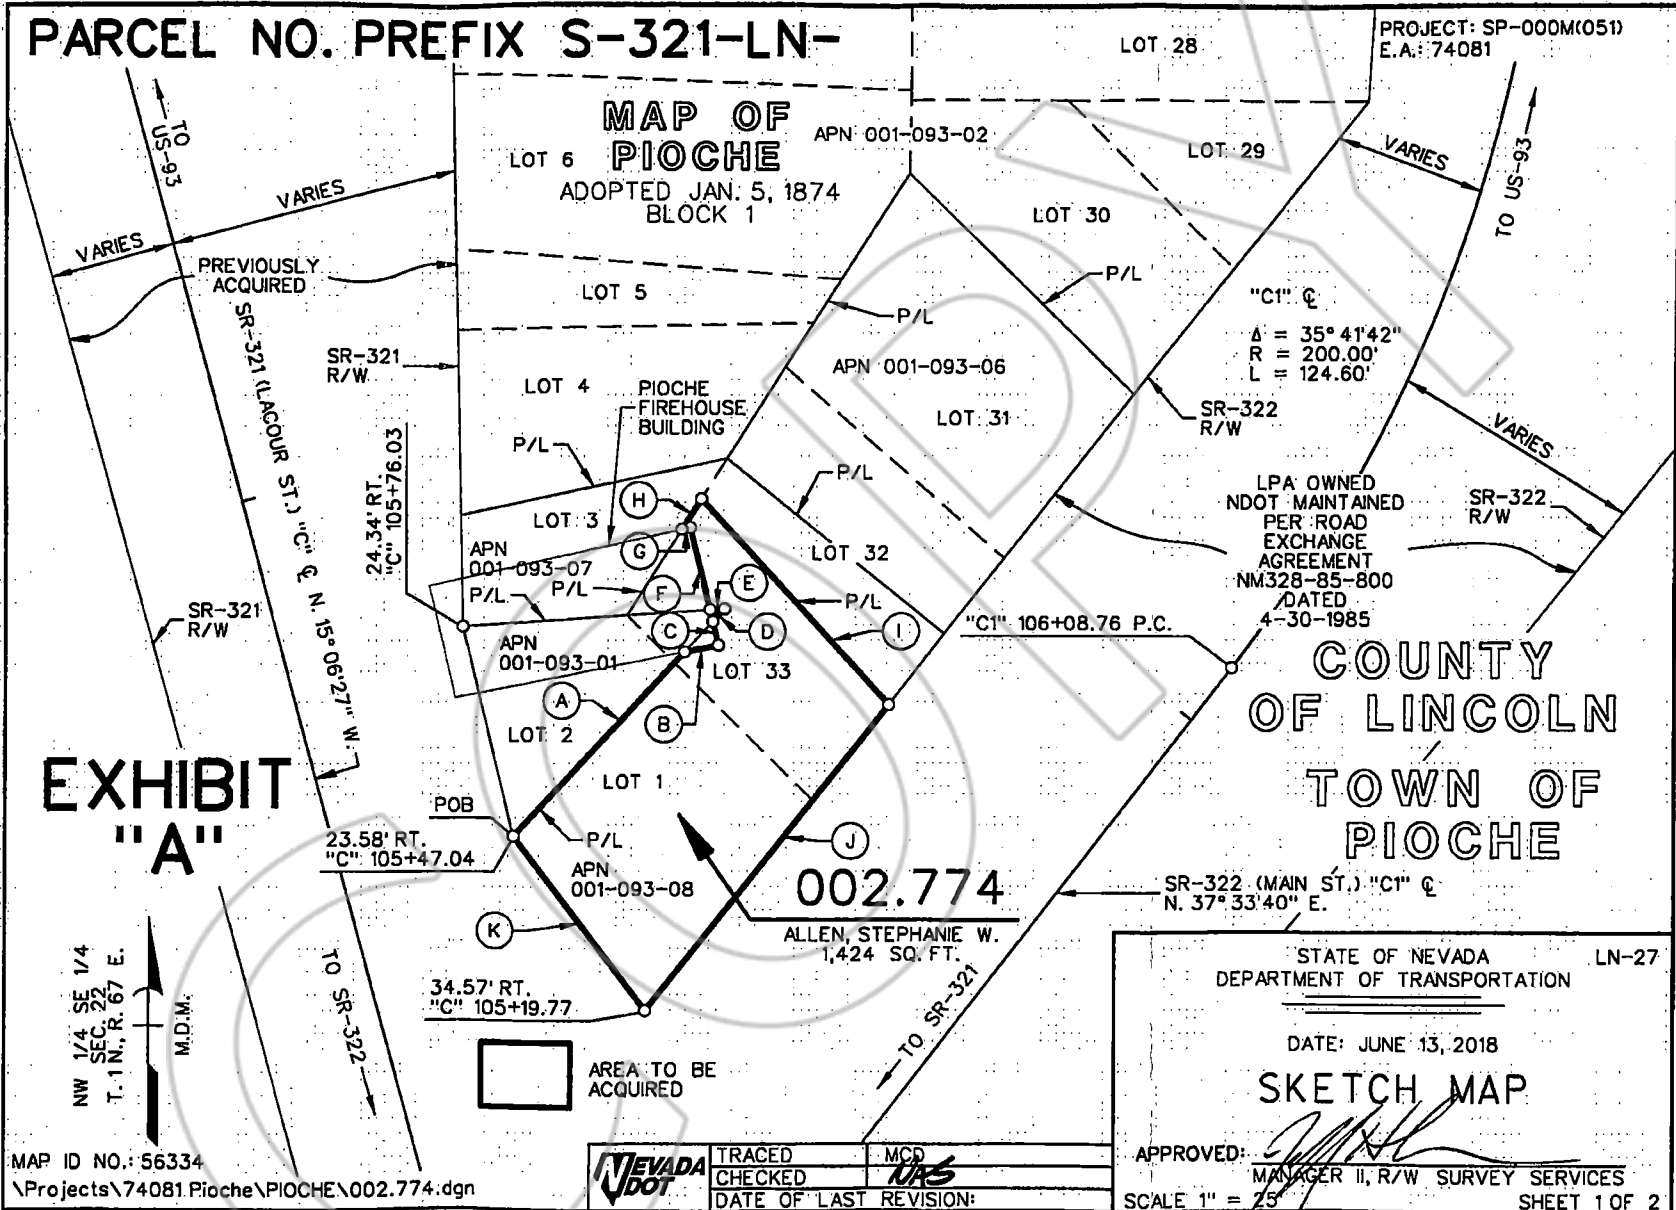 PARCEL NO. PREFIX S-321-LN-
PROJECT: SP-000M(051)
E.A.: 74081
LOT 28
MAP OF
PIOCHE
ADOPTED JAN. 5, 1874
BLOCK 1
APN 001-093-02
LOT 6
LOT 29
VARIES
TO US-93
TO
US-93
VARIES
VARIES
PREVIOUSLY
ACQUIRED
LOT 30
LOT 5
P/L
P/L
"C1" ℄
Δ = 35°41'42"
R = 200.00'
L = 124.60'
SR-321 (LACOUR ST.) "C" ℄ N. 15°06'27" W.
SR-321
R/W
LOT 4
PIOCHE
FIREHOUSE
BUILDING
APN 001-093-06
LOT 31
SR-322
R/W
VARIES
24.34' RT.
"C" 105+76.03
P/L
P/L
LPA OWNED
NDOT MAINTAINED
PER ROAD
EXCHANGE
AGREEMENT
NM328-85-800
DATED
4-30-1985
SR-322
R/W
H
LOT 3
G
LOT 32
APN
001-093-07
P/L
P/L
F
E
P/L
SR-321
R/W
C
D
I
"C1" 106+08.76 P.C.
APN
001-093-01
LOT 33
A
B
LOT 2
COUNTY
OF LINCOLN
TOWN OF
PIOCHE
EXHIBIT
"A"
LOT 1
POB
23.58' RT.
"C" 105+47.04
P/L
J
APN
001-093-08
002.774
ALLEN, STEPHANIE W.
1,424 SQ. FT.
SR-322 (MAIN ST.) "C1" ℄
N. 37°33'40" E.
K
NW 1/4 SE 1/4
SEC. 22
T. 1 N., R. 67 E.
M.D.M.
TO SR-322
34.57' RT.
"C" 105+19.77
TO SR-321
AREA TO BE
ACQUIRED
STATE OF NEVADA
LN-27
DEPARTMENT OF TRANSPORTATION
DATE: JUNE 13, 2018
SKETCH MAP
APPROVED:
MANAGER II, R/W SURVEY SERVICES
SCALE 1" = 25'
SHEET 1 OF 2
MAP ID NO.: 56334
\Projects\74081 Pioche\PIOCHE\002.774.dgn
NEVADA
DOT
TRACED MCD
CHECKED NAS
DATE OF LAST REVISION:
COPY